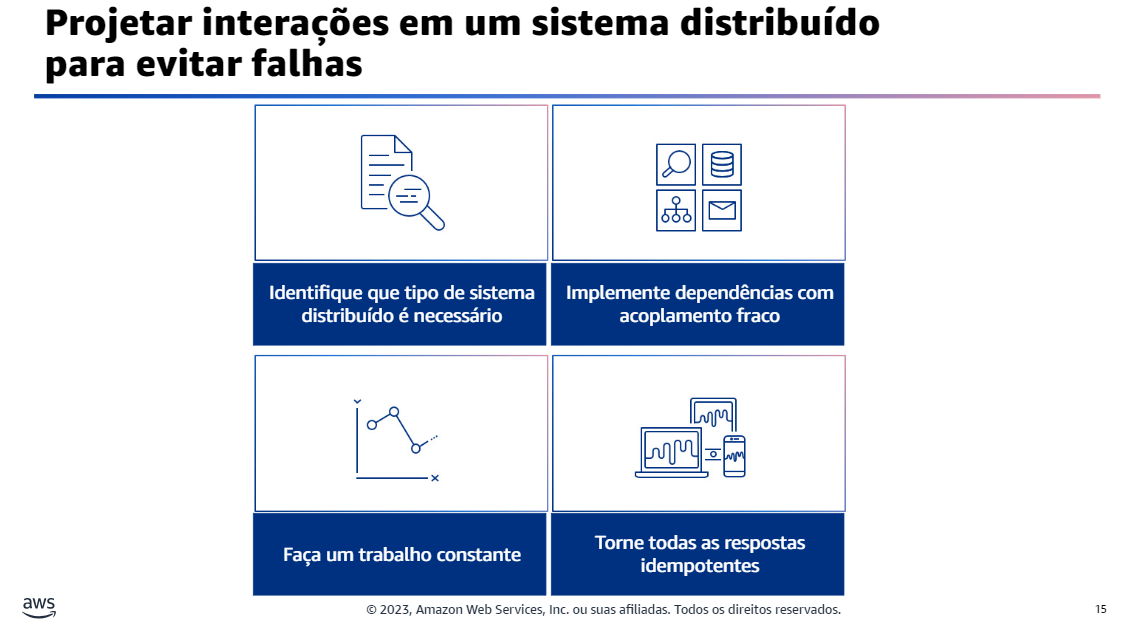 Projetar interações em um sistema distribuído
para evitar falhas
Identifique que tipo de sistema
distribuído é necessário
Implemente dependências com
acoplamento fraco
Faça um trabalho constante
Torne todas as respostas
idempotentes
aws
© 2023, Amazon Web Services, Inc. ou suas afiliadas. Todos os direitos reservados.
15